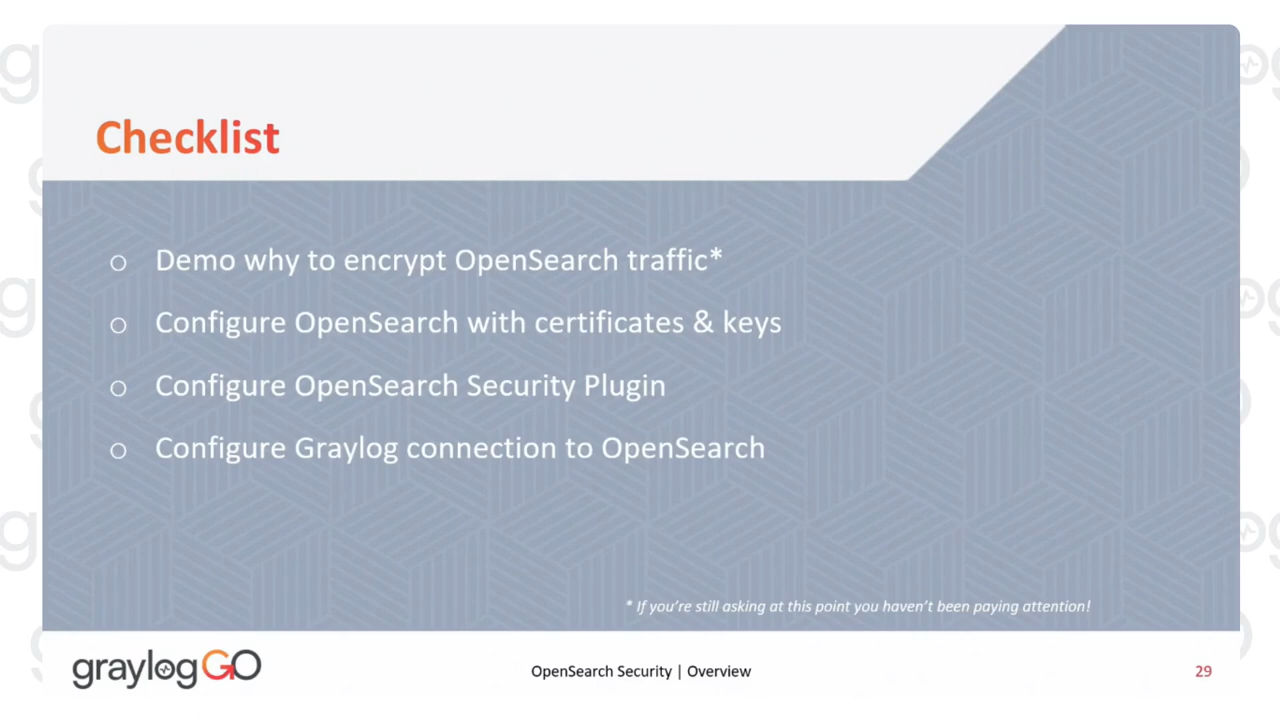 Checklist
○ Demo why to encrypt OpenSearch traffic*
○ Configure OpenSearch with certificates & keys
○ Configure OpenSearch Security Plugin
○ Configure Graylog connection to OpenSearch
* If you're still asking at this point you haven't been paying attention!
graylog GO
OpenSearch Security | Overview
29